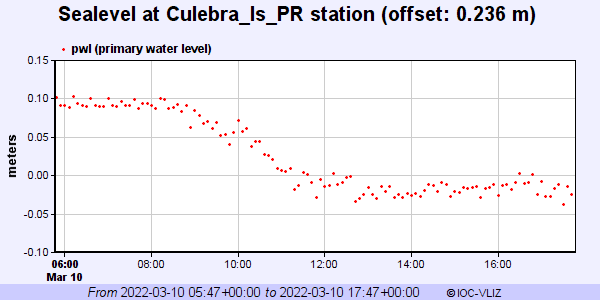 Sealevel at Culebra_Is_PR station (offset: 0.236 m)
pwl (primary water level)
0.15
0.10
0.05
0.00
-0.05
-0.10
meters
06:00 08:00 10:00 12:00 14:00 16:00
Mar 10
From 2022-03-10 05:47+00:00 to 2022-03-10 17:47+00:00 © IOC-VLIZ